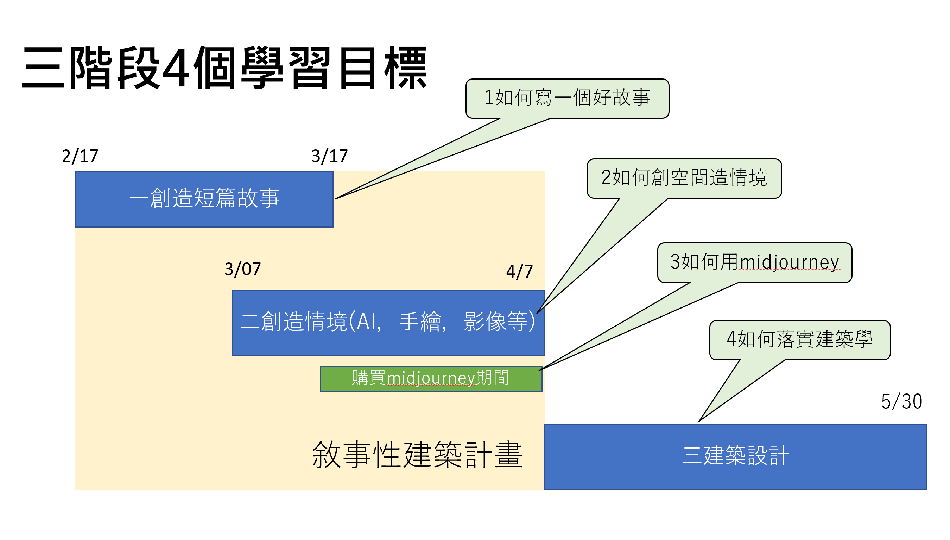 三階段4個學習目標
1如何寫一個好故事
2/17
3/17
一創造短篇故事
2如何創空間造情境
3/07
4/7
3如何用midjourney
二創造情境(AI, 手繪, 影像等)
4如何落實建築學
購買midjourney期間
5/30
敘事性建築計畫
三建築設計